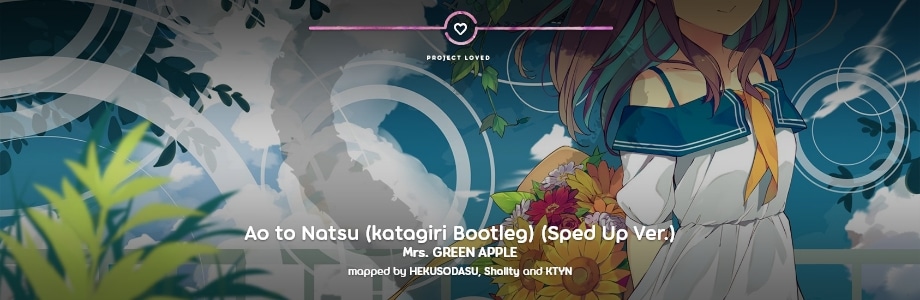 PROJECT LOVED
Ao to Natsu (katagiri Bootleg) (Sped Up Ver.)
Mrs. GREEN APPLE
mapped by HEKUSODASU, Shality and KTYN